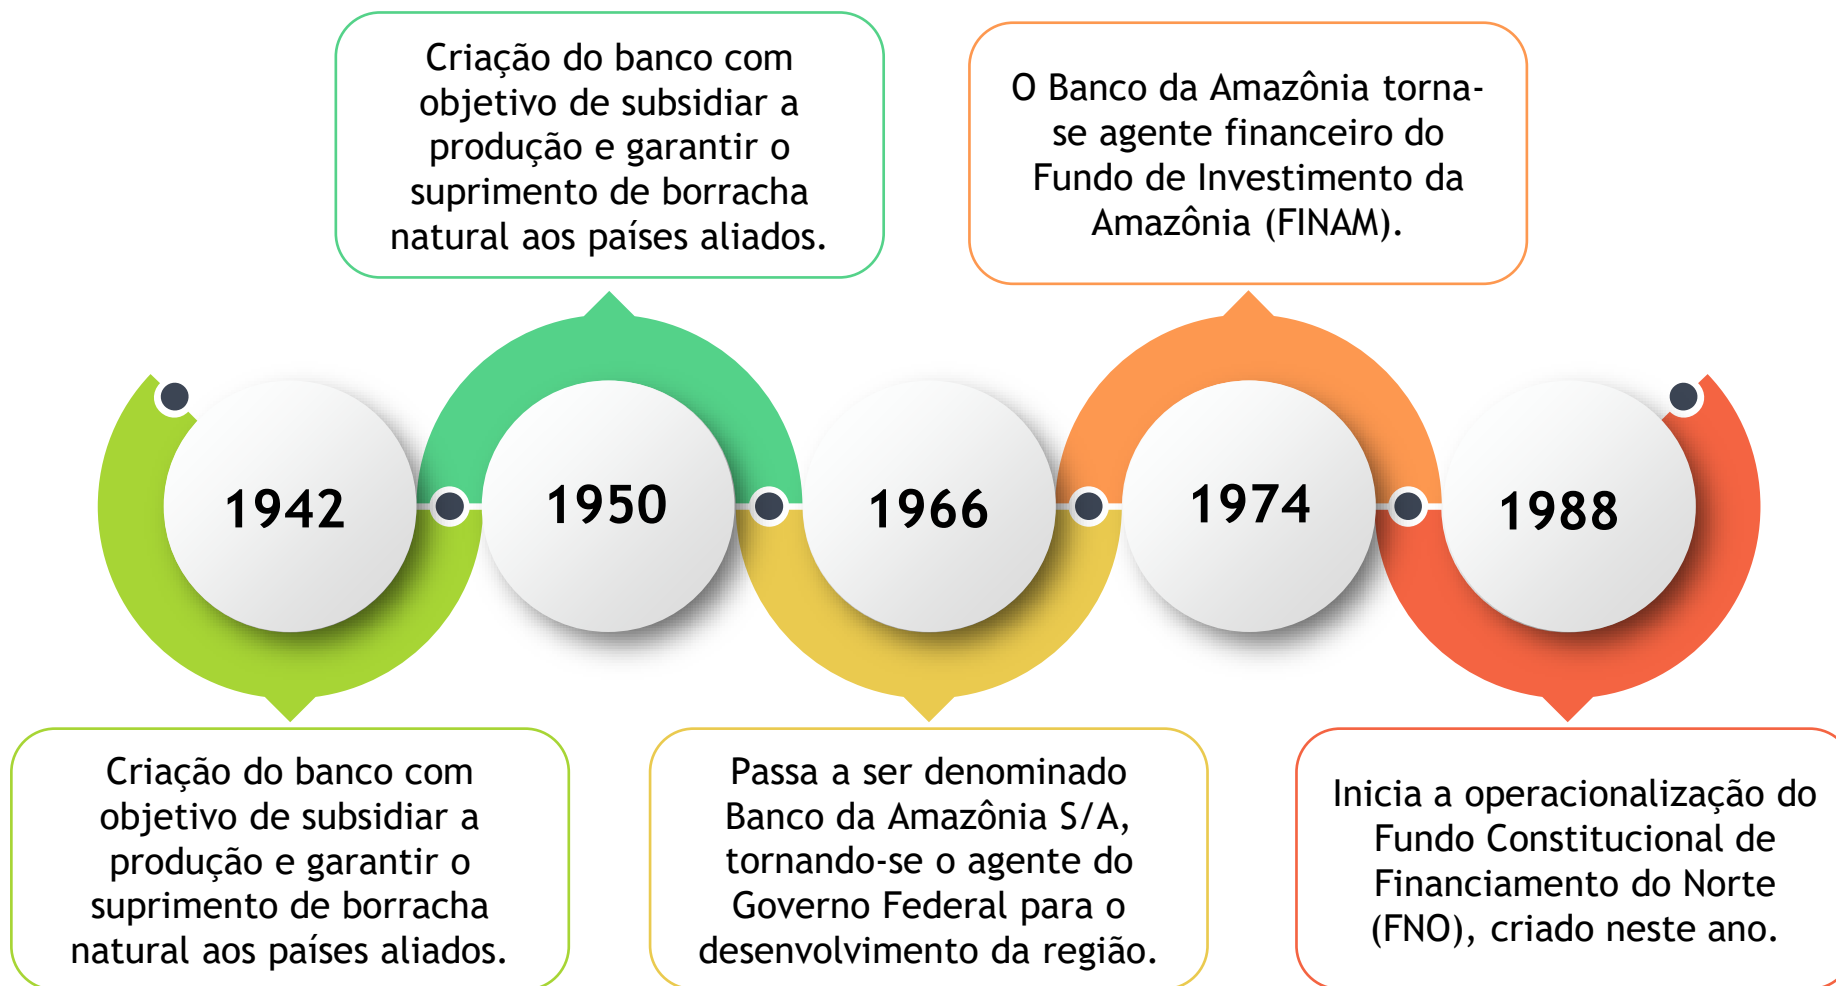 Criação do banco com
objetivo de subsidiar a
produção e garantir o
suprimento de borracha
natural aos países aliados.
O Banco da Amazônia torna-
se agente financeiro do
Fundo de Investimento da
Amazônia (FINAM).
1942
1950
1966
1974
1988
Criação do banco com
objetivo de subsidiar a
produção e garantir o
suprimento de borracha
natural aos países aliados.
Passa a ser denominado
Banco da Amazônia S/A,
tornando-se o agente do
Governo Federal para o
desenvolvimento da região.
Inicia a operacionalização do
Fundo Constitucional de
Financiamento do Norte
(FNO), criado neste ano.